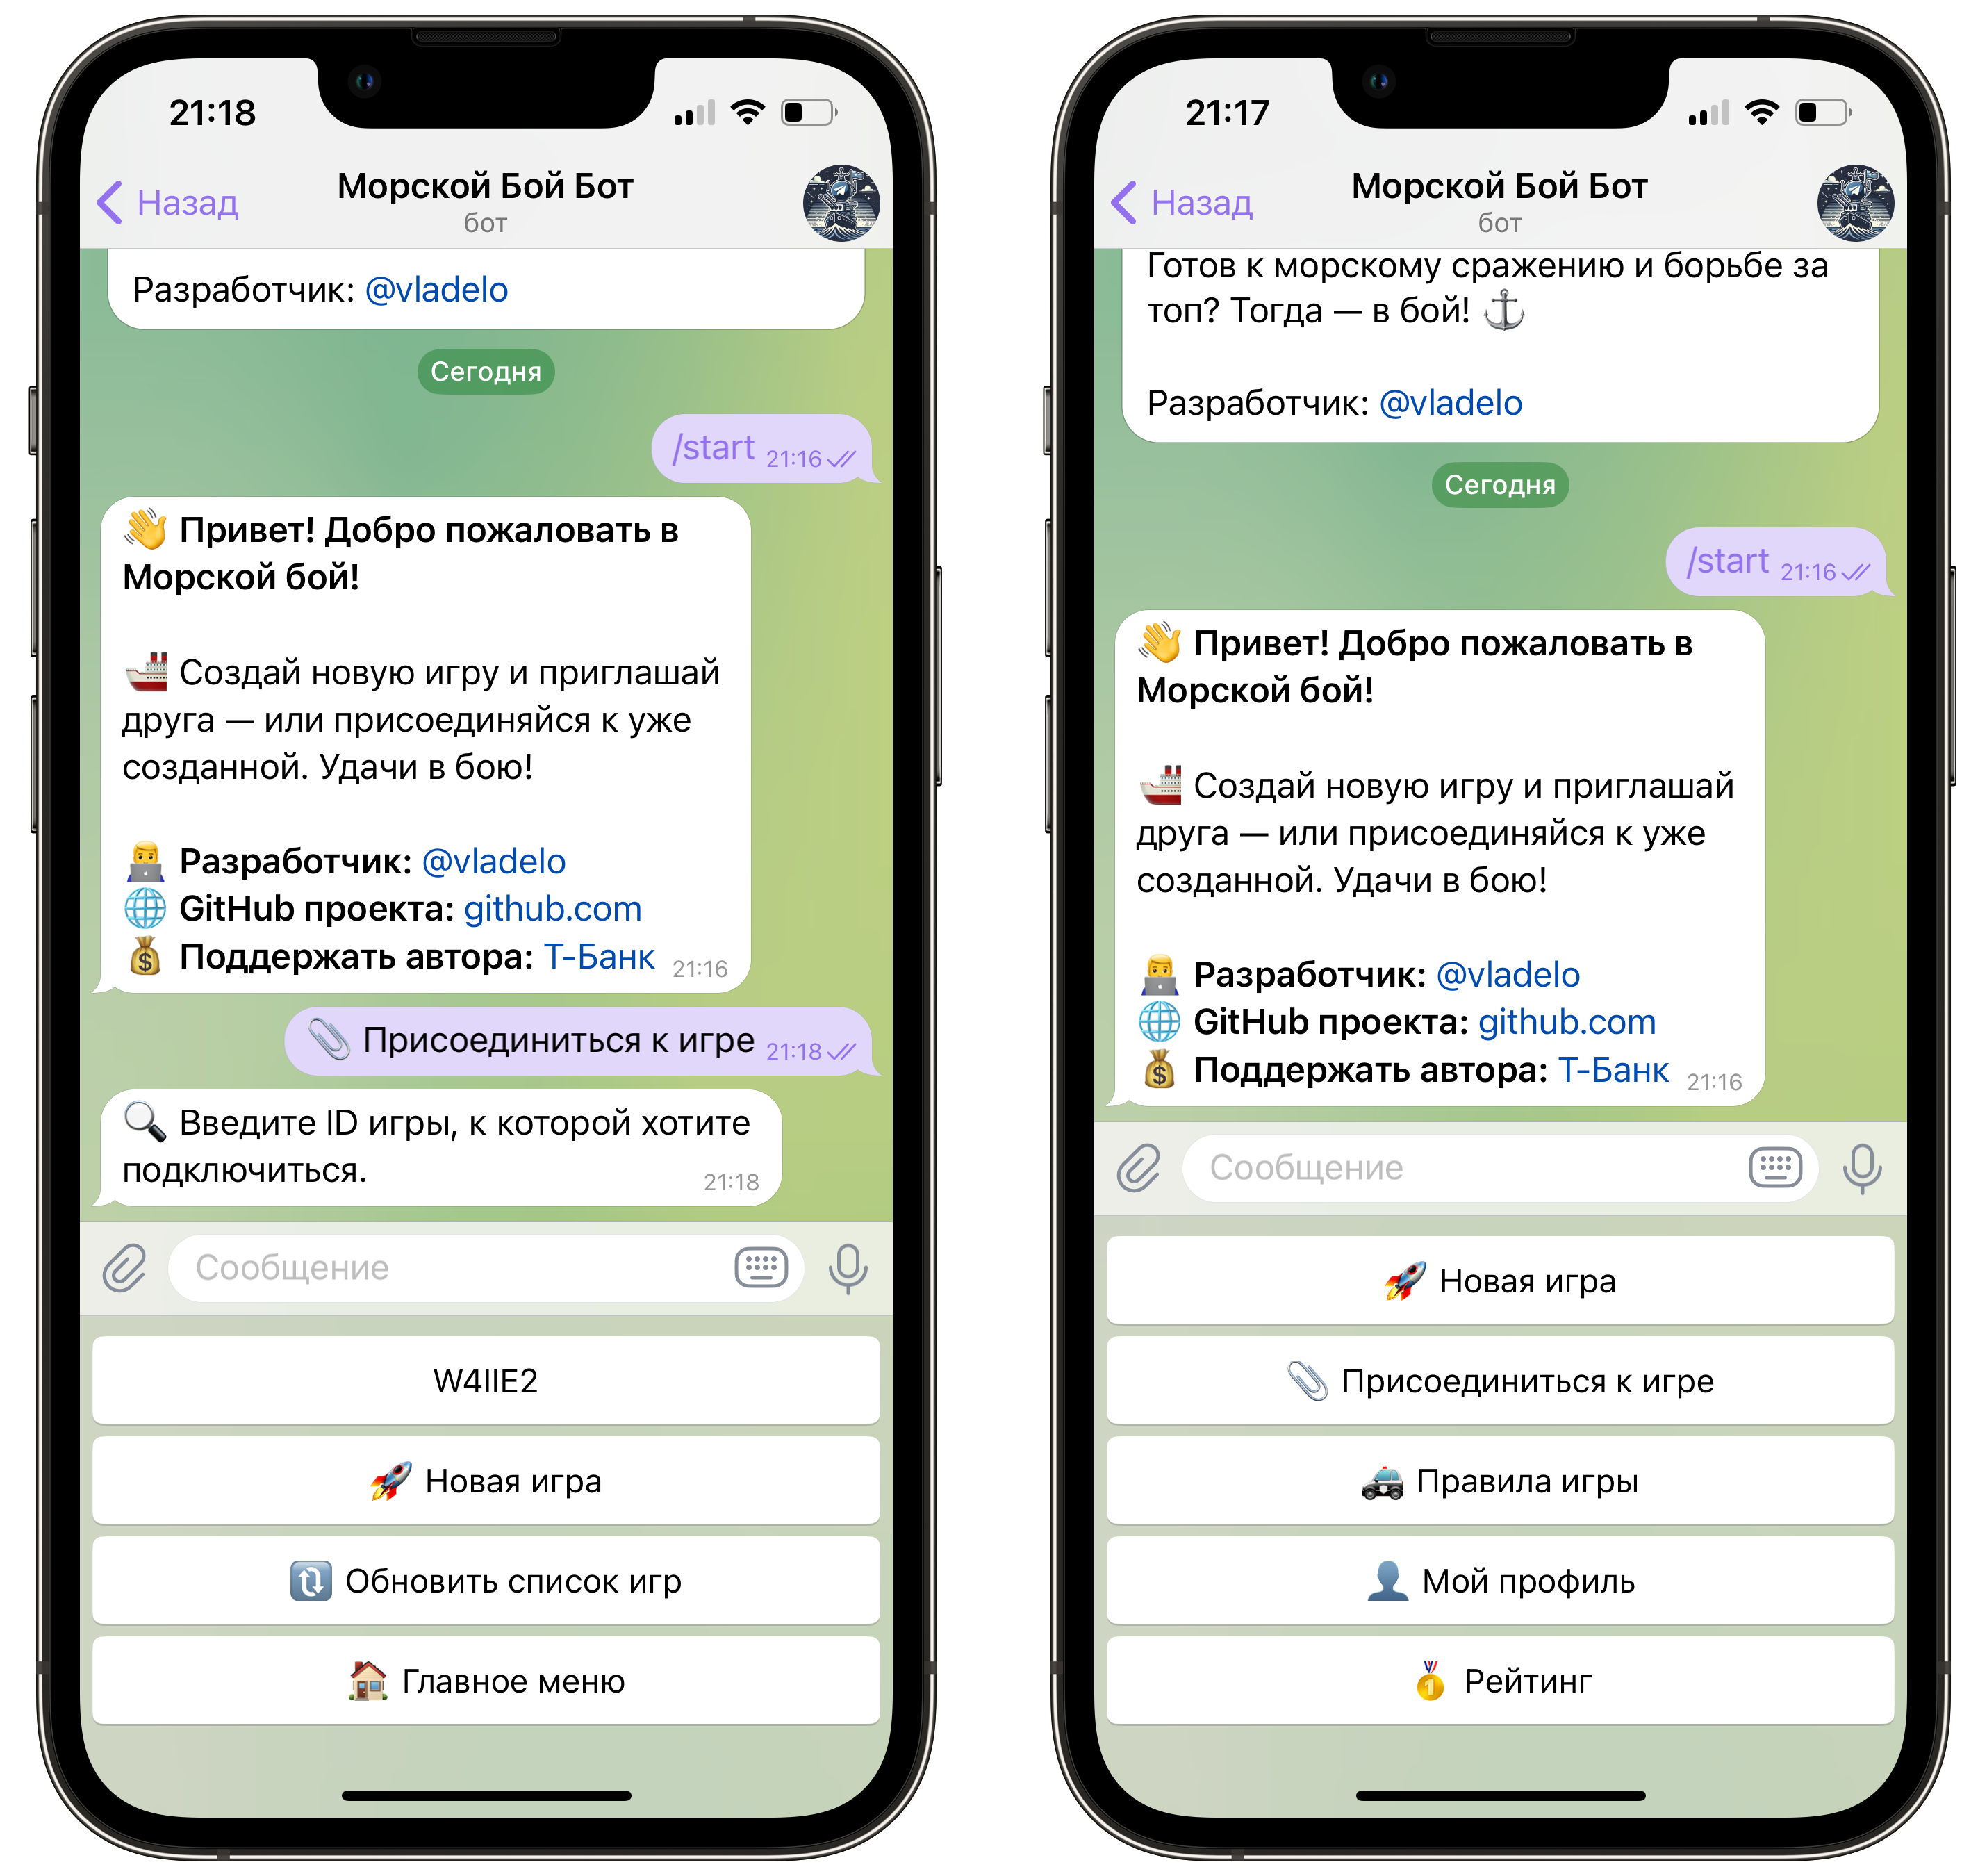 21:18
Назад
Морской Бой Бот
бот
Разработчик: @vladelo
Сегодня
/start 21:16
👋 Привет! Добро пожаловать в
Морской бой!
🚢 Создай новую игру и приглашай
друга — или присоединяйся к уже
созданной. Удачи в бою!
👨‍💻 Разработчик: @vladelo
🌐 GitHub проекта: github.com
💰 Поддержать автора: Т-Банк 21:16
📎 Присоединиться к игре 21:18
🔍 Введите ID игры, к которой хотите
подключиться. 21:18
Сообщение
W4IIE2
🚀 Новая игра
🔃 Обновить список игр
🏠 Главное меню
21:17
Назад
Морской Бой Бот
бот
Готов к морскому сражению и борьбе за
топ? Тогда — в бой! ⚓
Разработчик: @vladelo
Сегодня
/start 21:16
👋 Привет! Добро пожаловать в
Морской бой!
🚢 Создай новую игру и приглашай
друга — или присоединяйся к уже
созданной. Удачи в бою!
👨‍💻 Разработчик: @vladelo
🌐 GitHub проекта: github.com
💰 Поддержать автора: Т-Банк 21:16
Сообщение
🚀 Новая игра
📎 Присоединиться к игре
🚓 Правила игры
👤 Мой профиль
🥇 Рейтинг